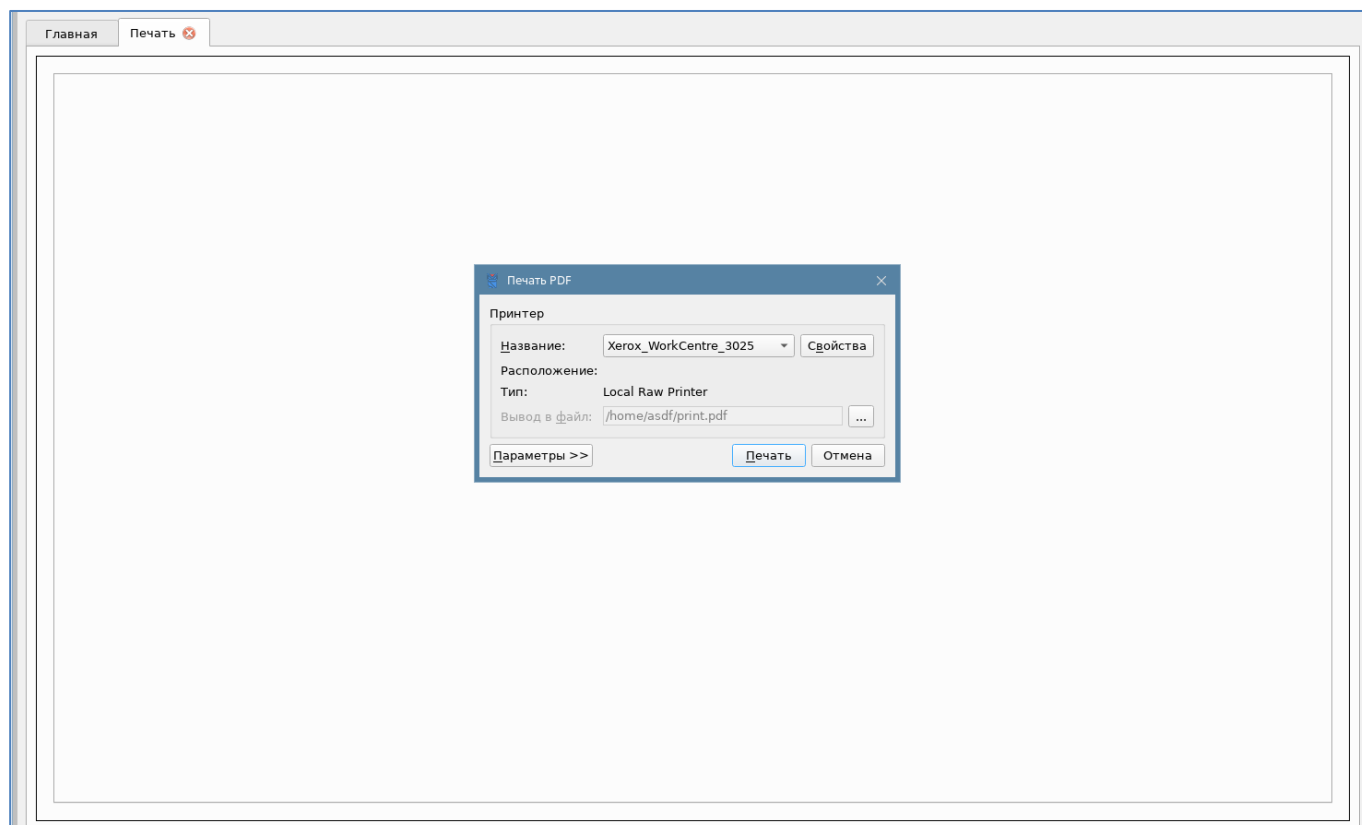 Главная
Печать
Печать PDF
Принтер
Название: Xerox_WorkCentre_3025 Свойства
Расположение:
Тип: Local Raw Printer
Вывод в файл: /home/asdf/print.pdf ...
Параметры >> Печать Отмена